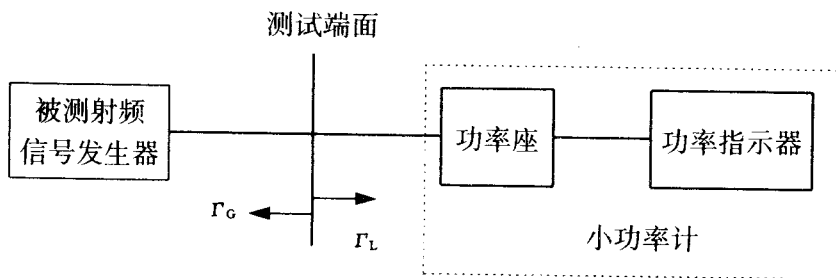 测试端面
被测射频
信号发生器
功率座
功率指示器
ΓG
ΓL
小功率计